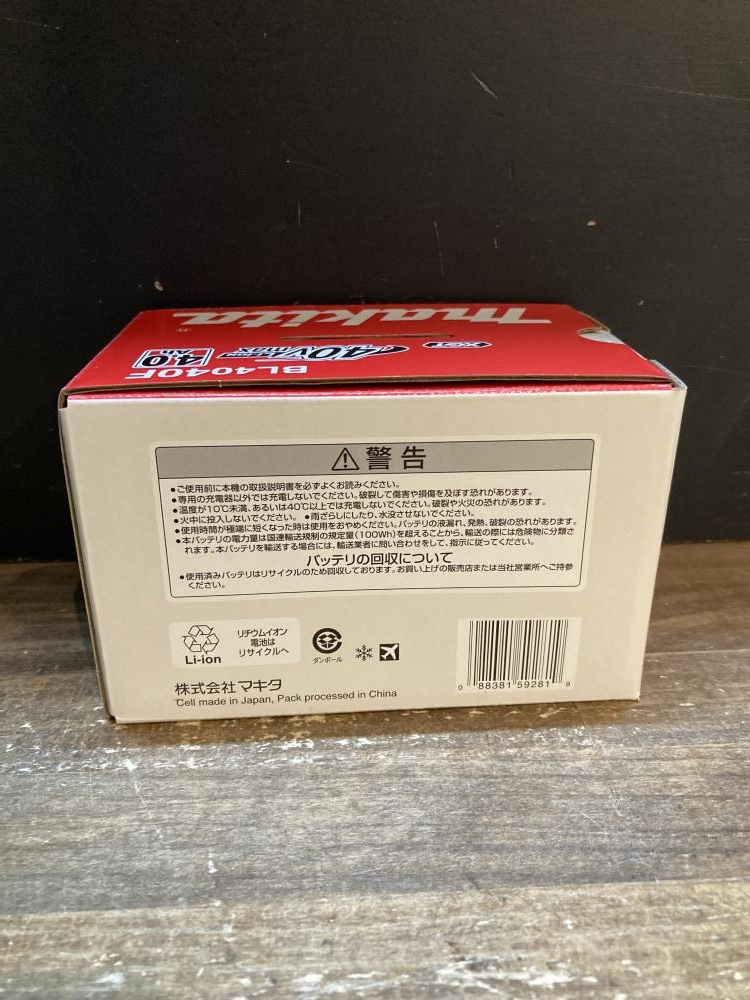 makita
XGT
40Vmax
4.0 Ah
BL4040F
⚠警告
●ご使用前に本機の取扱説明書を必ずよくお読みください。
●専用の充電器以外では充電しないでください。破裂して傷害や損傷を及ぼす恐れがあります。
●温度が10℃未満、あるいは40℃以上では充電しないでください。破裂や火災の恐れがあります。
●火中に投入しないでください。 ●雨ざらしにしたり、水没させないでください。
●使用時間が極端に短くなった時は使用をおやめください。バッテリの液漏れ、発熱、破裂の恐れがあります。
●本バッテリの電力量は国連輸送規制の規定量(100Wh)を超えることから、輸送の際には危険物に分類さ
れます。本バッテリを輸送する場合には、輸送業者に問い合わせをして、指示に従ってください。
バッテリの回収について
●使用済みバッテリはリサイクルのため回収しております。お買い上げの販売店または当社営業所へご持参
ください。
Li-ion
リチウムイオン
電池は
リサイクルへ
ダンボール
0 88381 59281 9
株式会社マキタ
Cell made in Japan, Pack processed in China